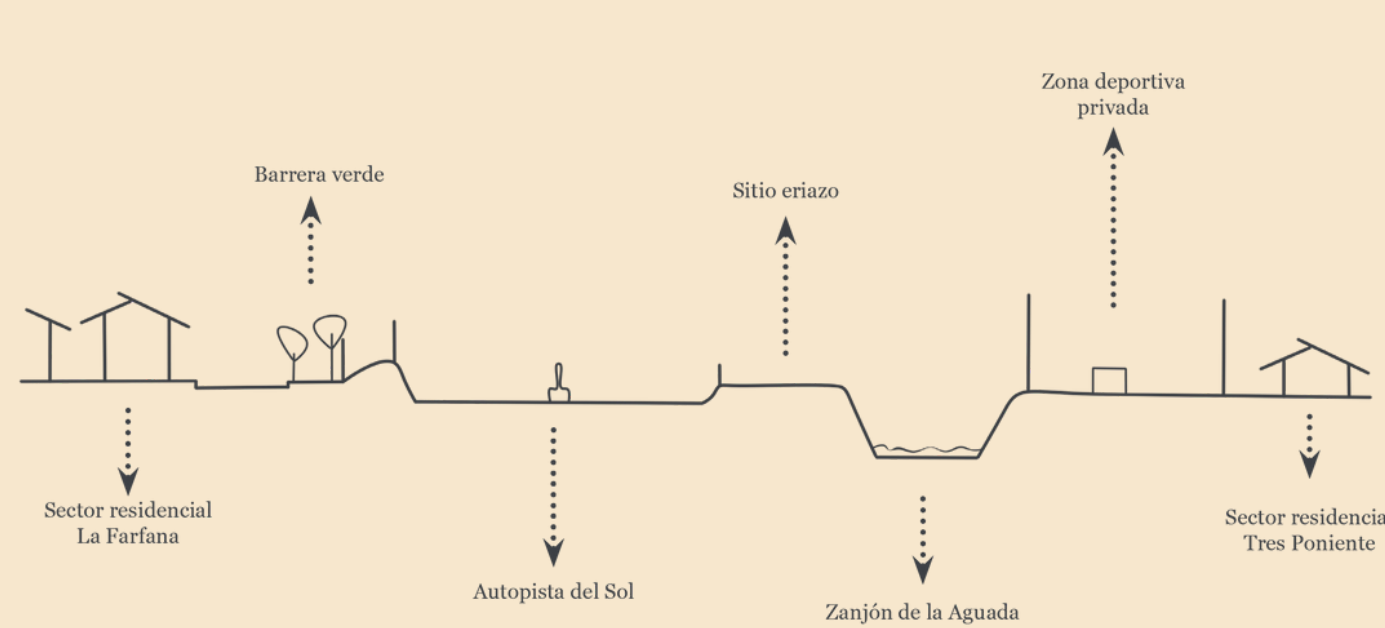 Zona deportiva
privada
Barrera verde
Sitio eriazo
Sector residencial
La Farfana
Sector residencia
Tres Poniente
Autopista del Sol
Zanjón de la Aguada